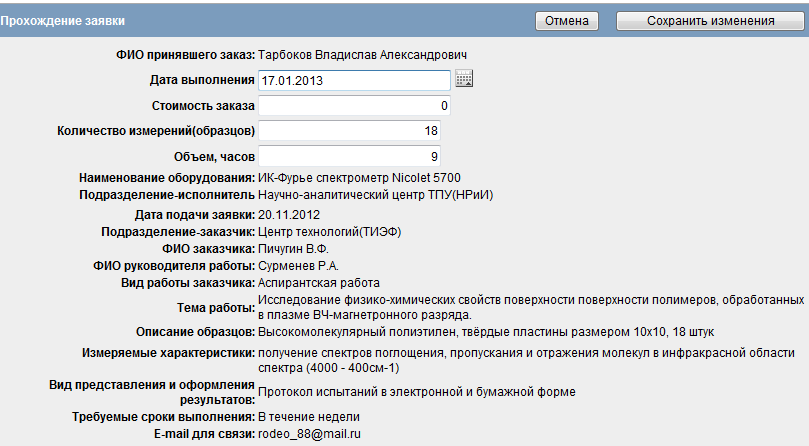 Прохождение заявки Отмена Сохранить изменения
ФИО принявшего заказ: Тарбоков Владислав Александрович
Дата выполнения 17.01.2013
Стоимость заказа 0
Количество измерений(образцов) 18
Объем, часов 9
Наименование оборудования: ИК-Фурье спектрометр Nicolet 5700
Подразделение-исполнитель Научно-аналитический центр ТПУ(НРиИ)
Дата подачи заявки: 20.11.2012
Подразделение-заказчик: Центр технологий(ТИЭФ)
ФИО заказчика: Пичугин В.Ф.
ФИО руководителя работы: Сурменев Р.А.
Вид работы заказчика: Аспирантская работа
Тема работы: Исследование физико-химических свойств поверхности поверхности полимеров, обработанных
в плазме ВЧ-магнетронного разряда.
Описание образцов: Высокомолекулярный полиэтилен, твёрдые пластины размером 10х10, 18 штук
Измеряемые характеристики: получение спектров поглощения, пропускания и отражения молекул в инфракрасной области
спектра (4000 - 400см-1)
Вид представления и оформления
результатов: Протокол испытаний в электронной и бумажной форме
Требуемые сроки выполнения: В течение недели
E-mail для связи: rodeo_88@mail.ru